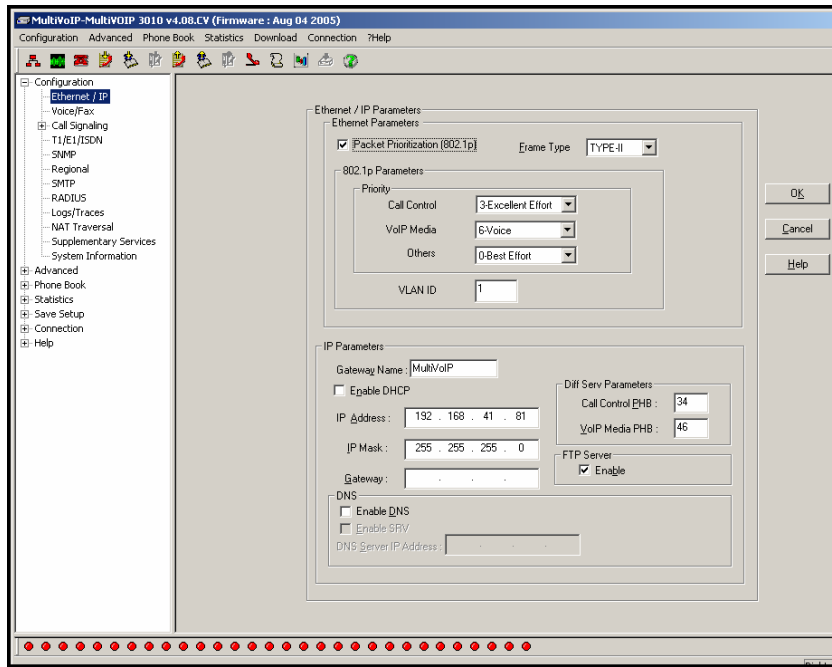 MultiVoIP-MultiVOIP 3010 v4.08.CV (Firmware : Aug 04 2005)
Configuration Advanced Phone Book Statistics Download Connection ?Help
Configuration
Ethernet / IP
Voice/Fax
Call Signaling
T1/E1/ISDN
SNMP
Regional
SMTP
RADIUS
Logs/Traces
NAT Traversal
Supplementary Services
System Information
Advanced
Phone Book
Statistics
Save Setup
Connection
Help
Ethernet / IP Parameters
Ethernet Parameters
Packet Prioritization (802.1p)
Frame Type TYPE-II
802.1p Parameters
Priority
Call Control 3-Excellent Effort
VoIP Media 6-Voice
Others 0-Best Effort
VLAN ID 1
OK
Cancel
Help
IP Parameters
Gateway Name : MultiVoIP
Enable DHCP
IP Address : 192 . 168 . 41 . 81
IP Mask : 255 . 255 . 255 . 0
Gateway : . . .
Diff Serv Parameters
Call Control PHB : 34
VoIP Media PHB : 46
FTP Server
Enable
DNS
Enable DNS
Enable SRV
DNS Server IP Address : . . .